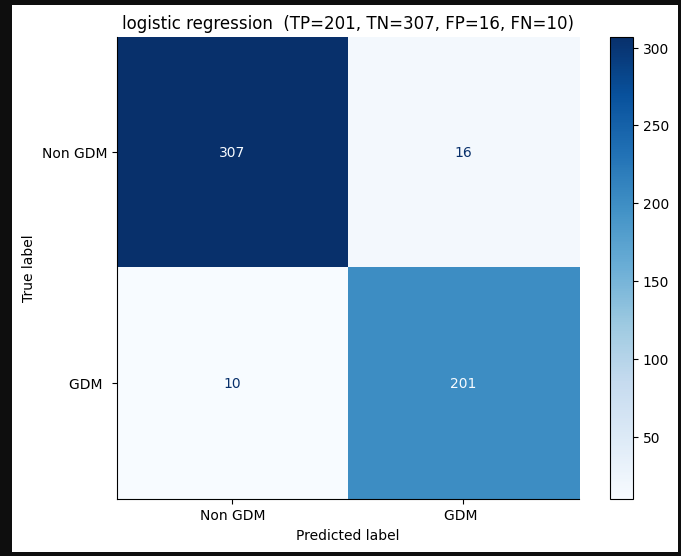 logistic regression  (TP=201, TN=307, FP=16, FN=10)
300
Non GDM
307
16
250
200
True label
150
GDM
10
201
100
50
Non GDM
GDM
Predicted label